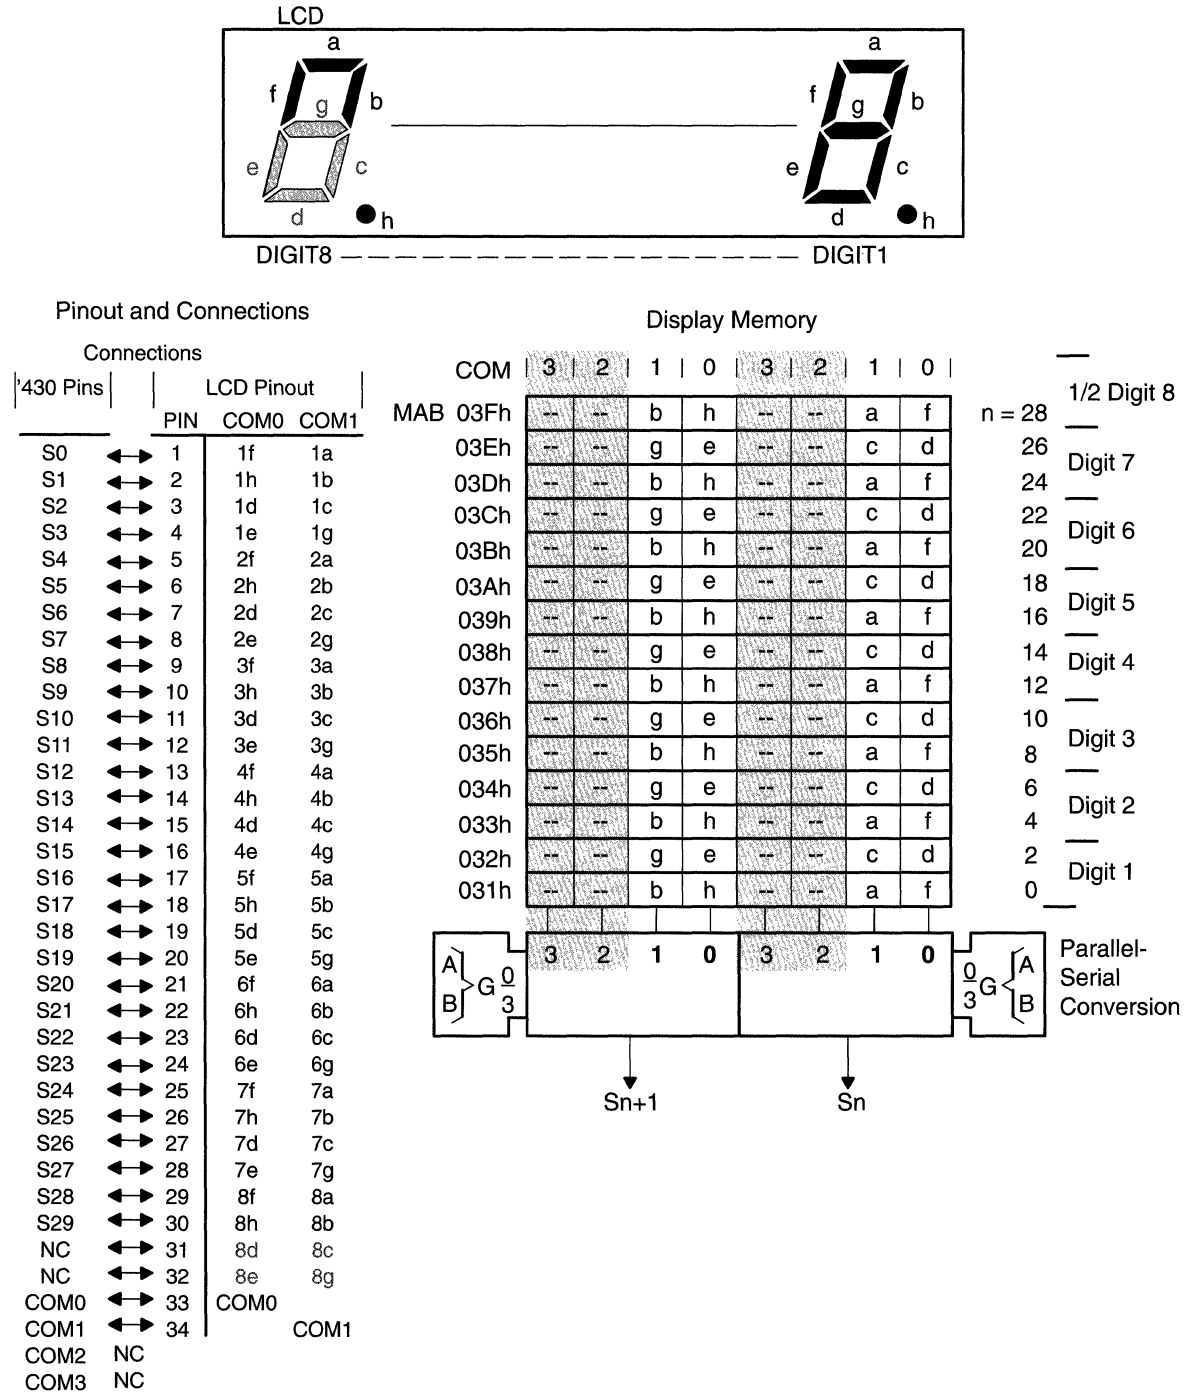 LCD
a
a
f
b
g
f
b
g
e
c
e
c
d
h
d
h
DIGIT8
DIGIT1
Pinout and Connections
Connections
'430 Pins
LCD Pinout
PIN COM0 COM1
S0 1 1f 1a
S1 2 1h 1b
S2 3 1d 1c
S3 4 1e 1g
S4 5 2f 2a
S5 6 2h 2b
S6 7 2d 2c
S7 8 2e 2g
S8 9 3f 3a
S9 10 3h 3b
S10 11 3d 3c
S11 12 3e 3g
S12 13 4f 4a
S13 14 4h 4b
S14 15 4d 4c
S15 16 4e 4g
S16 17 5f 5a
S17 18 5h 5b
S18 19 5d 5c
S19 20 5e 5g
S20 21 6f 6a
S21 22 6h 6b
S22 23 6d 6c
S23 24 6e 6g
S24 25 7f 7a
S25 26 7h 7b
S26 27 7d 7c
S27 28 7e 7g
S28 29 8f 8a
S29 30 8h 8b
NC 31 8d 8c
NC 32 8e 8g
COM0 33 COM0
COM1 34 COM1
COM2 NC
COM3 NC
Display Memory
COM 3 2 1 0 3 2 1 0
MAB 03Fh -- -- b h -- -- a f n = 28
03Eh -- -- g e -- -- c d 26
03Dh -- -- b h -- -- a f 24
03Ch -- -- g e -- -- c d 22
03Bh -- -- b h -- -- a f 20
03Ah -- -- g e -- -- c d 18
039h -- -- b h -- -- a f 16
038h -- -- g e -- -- c d 14
037h -- -- b h -- -- a f 12
036h -- -- g e -- -- c d 10
035h -- -- b h -- -- a f 8
034h -- -- g e -- -- c d 6
033h -- -- b h -- -- a f 4
032h -- -- g e -- -- c d 2
031h -- -- b h -- -- a f 0
1/2 Digit 8
Digit 7
Digit 6
Digit 5
Digit 4
Digit 3
Digit 2
Digit 1
3 2 1 0 3 2 1 0
A
B
G 0
3
0
3 G
A
B
Parallel-
Serial
Conversion
Sn+1
Sn